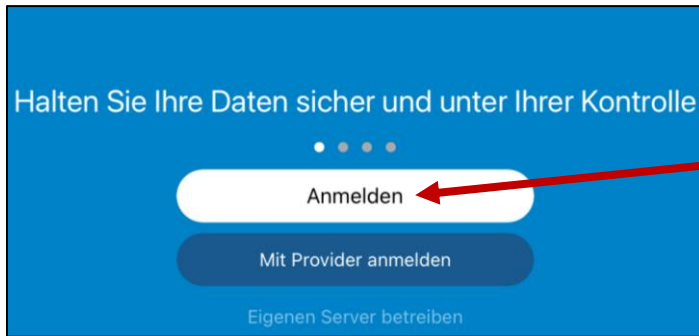 Halten Sie Ihre Daten sicher und unter Ihrer Kontrolle
Anmelden
Mit Provider anmelden
Eigenen Server betreiben